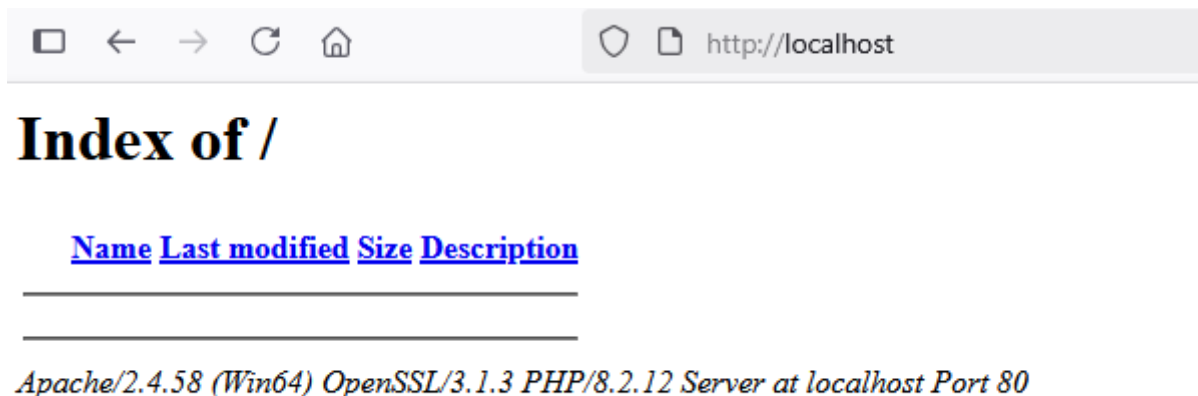 http://localhost
Index of /
Name Last modified Size Description
Apache/2.4.58 (Win64) OpenSSL/3.1.3 PHP/8.2.12 Server at localhost Port 80